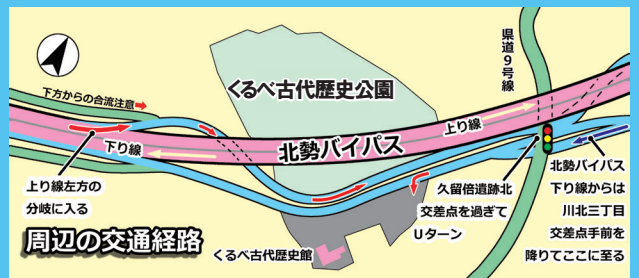 県道9号線
下方からの合流注意
くるべ古代歴史公園
上り線
北勢バイパス
下り線
上り線左方の
分岐に入る
久留倍遺跡北
交差点を過ぎて
Uターン
北勢バイパス
下り線からは
川北三丁目
交差点手前を
降りてここに至る
周辺の交通経路
くるべ古代歴史館